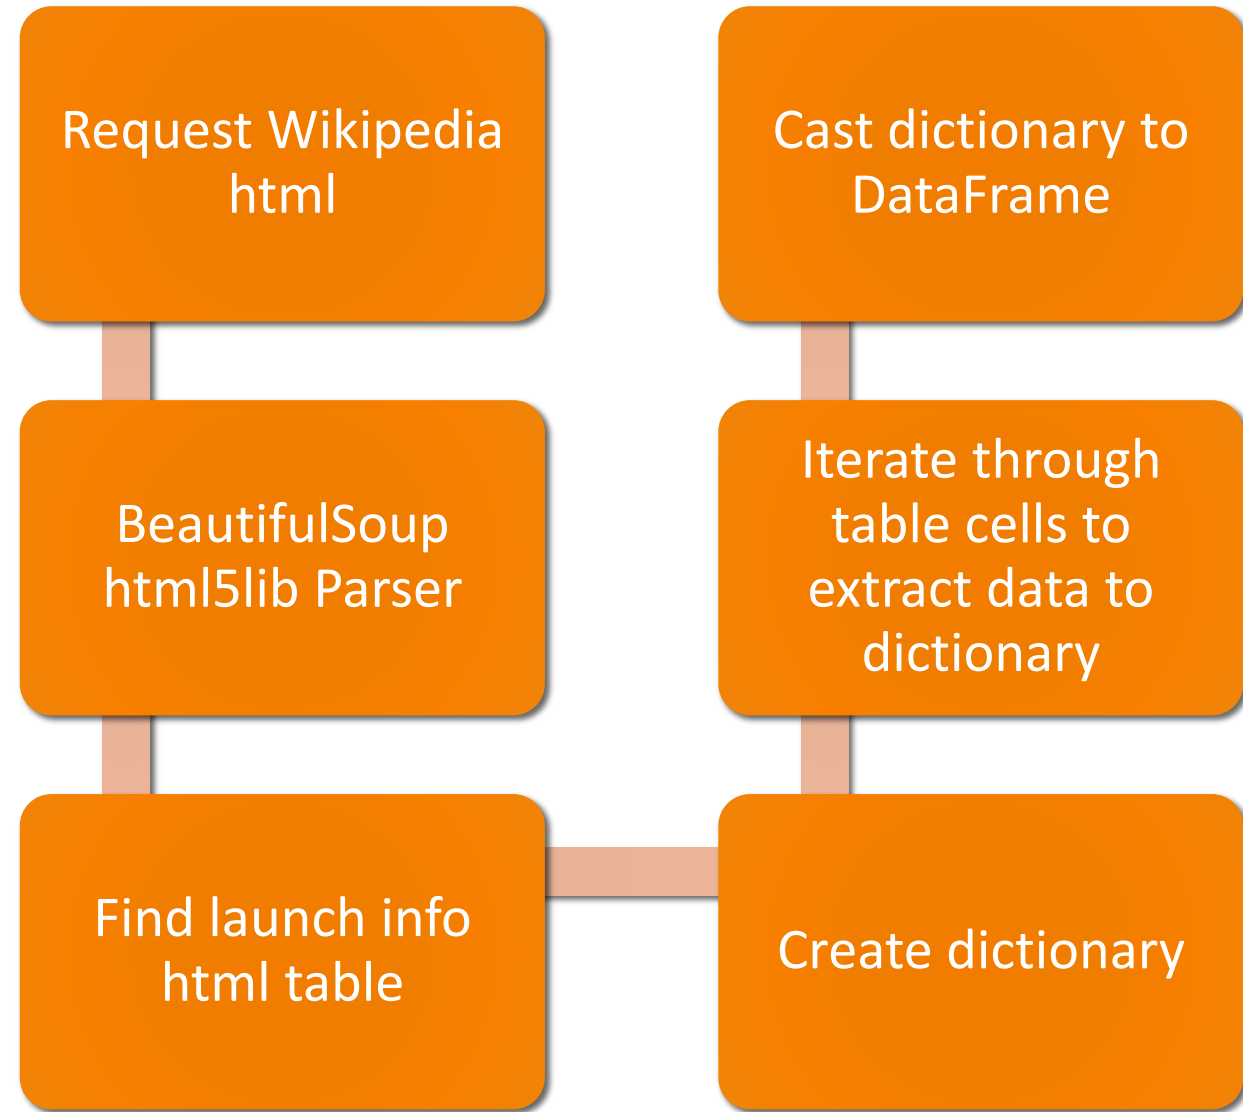 Request Wikipedia
html
BeautifulSoup
html5lib Parser
Find launch info
html table
Create dictionary
Iterate through
table cells to
extract data to
dictionary
Cast dictionary to
DataFrame